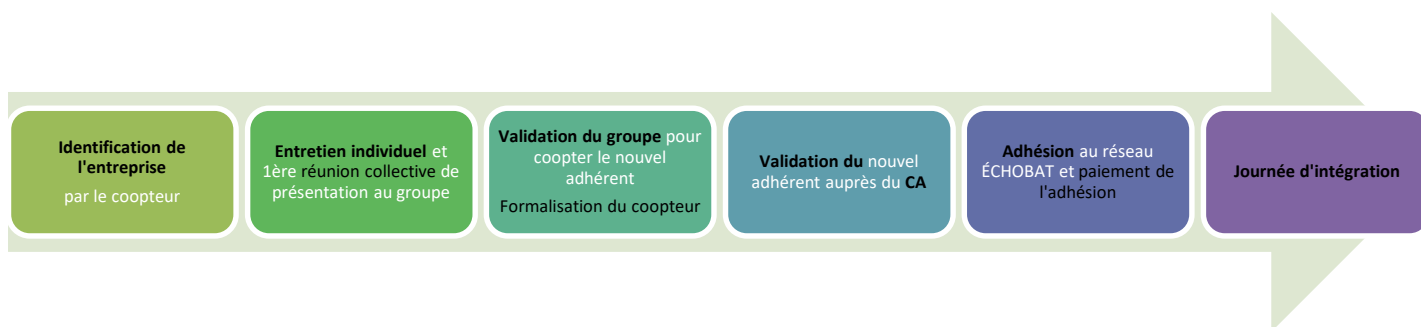 Identification de
l'entreprise
par le coopteur
Entretien individuel et
1ère réunion collective de
présentation au groupe
Validation du groupe pour
coopter le nouvel
adhérent
Formalisation du coopteur
Validation du nouvel
adhérent auprès du CA
Adhésion au réseau
ÉCHOBAT et paiement de
l'adhésion
Journée d'intégration